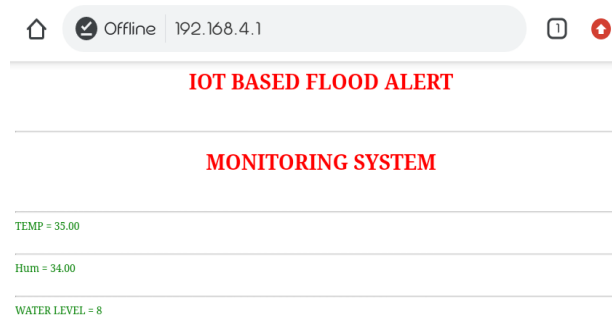 Offline 192.168.4.1 1
IOT BASED FLOOD ALERT
MONITORING SYSTEM
TEMP = 35.00
Hum = 34.00
WATER LEVEL = 8